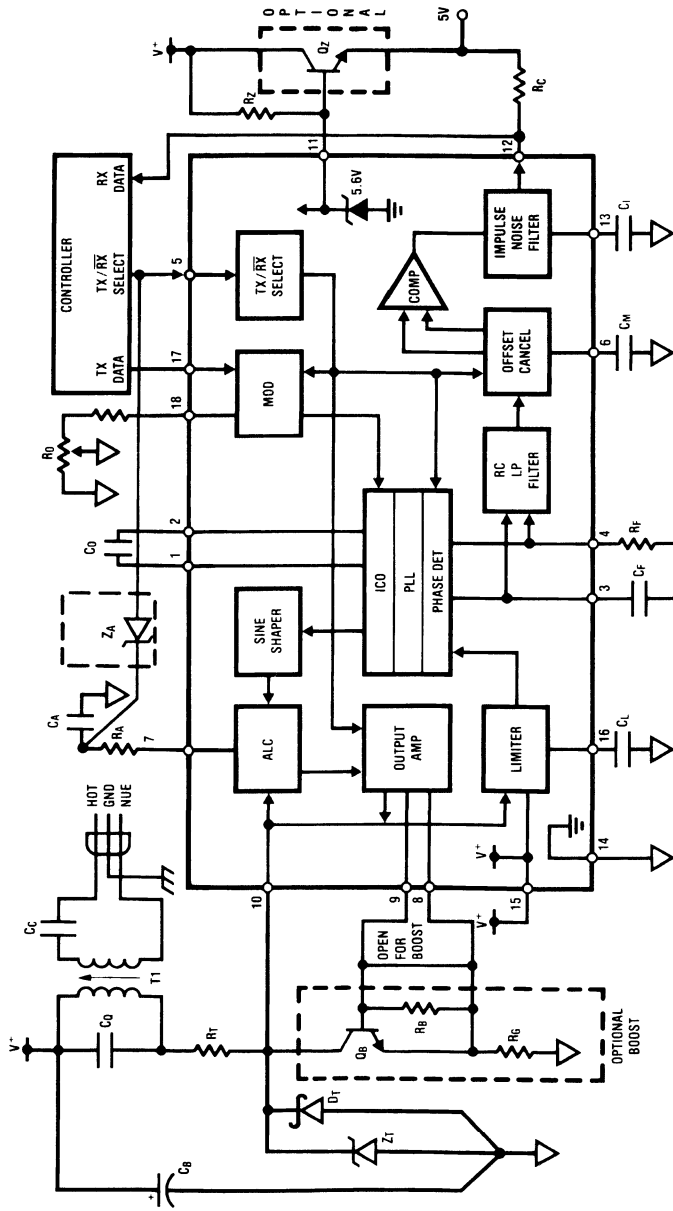 V+
CB
+
CQ
T1
CC
HOT
GND
NUE
RT
DT
ZT
QB
RB
RG
OPTIONAL
BOOST
OPEN
FOR
BOOST
CA
RA
ZA
CO
RO
CONTROLLER
TX
DATA
TX/RX
SELECT
RX
DATA
V+
RZ
QZ
OPTIONAL
5V
RC
7
1
2
18
17
5
11
12
10
9
8
15
14
16
3
4
6
13
ALC
SINE
SHAPER
OUTPUT
AMP
LIMITER
ICO
PLL
PHASE DET
MOD
TX/RX
SELECT
5.6V
RC
LP
FILTER
OFFSET
CANCEL
COMP
IMPULSE
NOISE
FILTER
V+
V+
CL
CF
RF
CM
CI